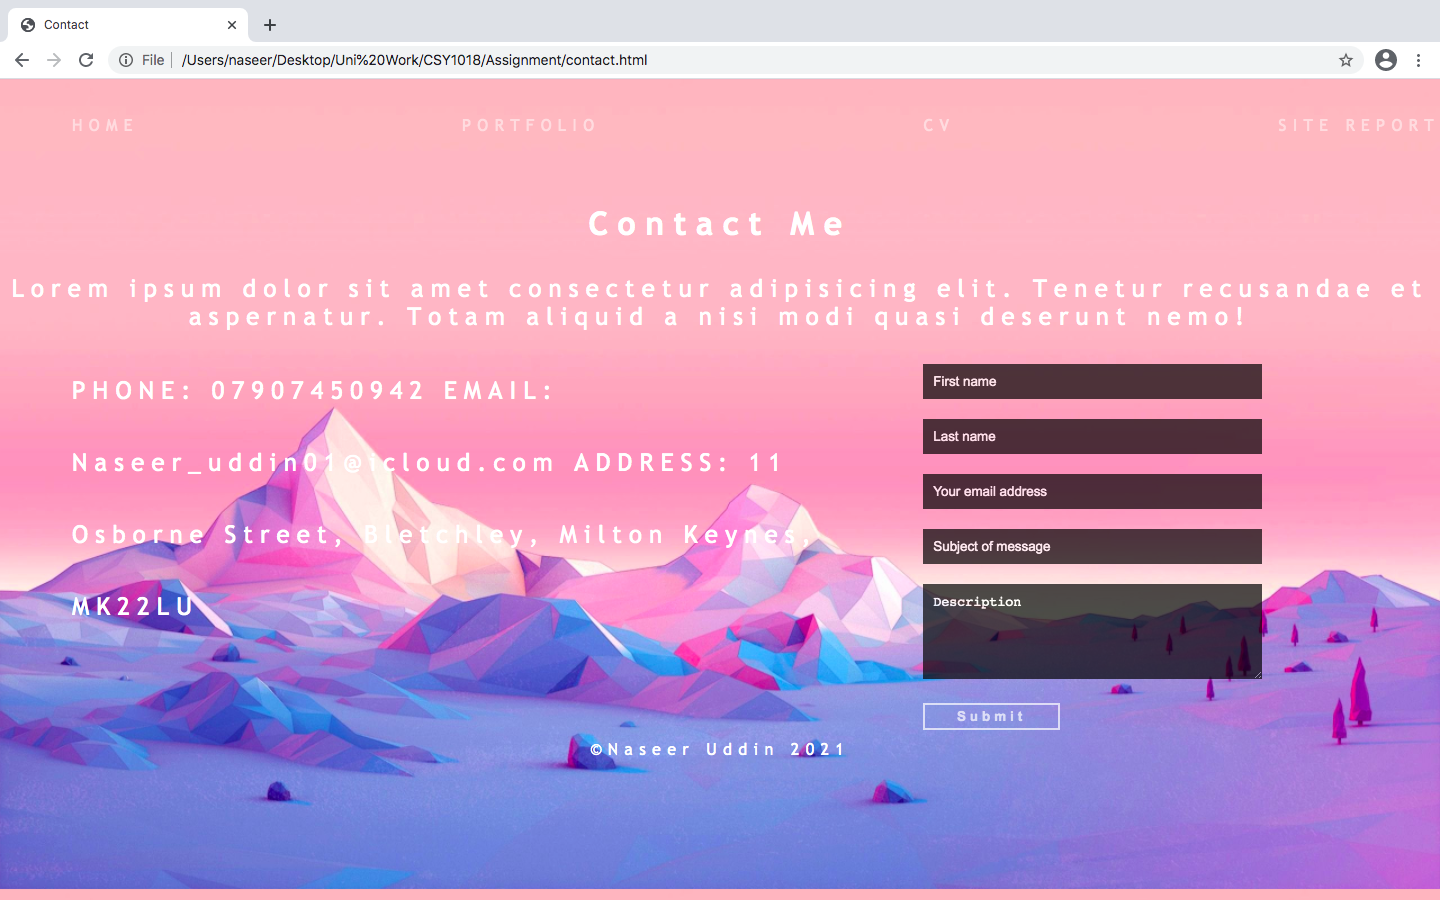 Contact
File
/Users/naseer/Desktop/Uni%20Work/CSY1018/Assignment/contact.html
HOME PORTFOLIO CV SITE REPORT
Contact Me
Lorem ipsum dolor sit amet consectetur adipisicing elit. Tenetur recusandae et
aspernatur. Totam aliquid a nisi modi quasi deserunt nemo!
PHONE: 07907450942 EMAIL:
Naseer_uddin01@icloud.com ADDRESS: 11
Osborne Street, Bletchley, Milton Keynes,
MK22LU
First name
Last name
Your email address
Subject of message
Description
Submit
©Naseer Uddin 2021